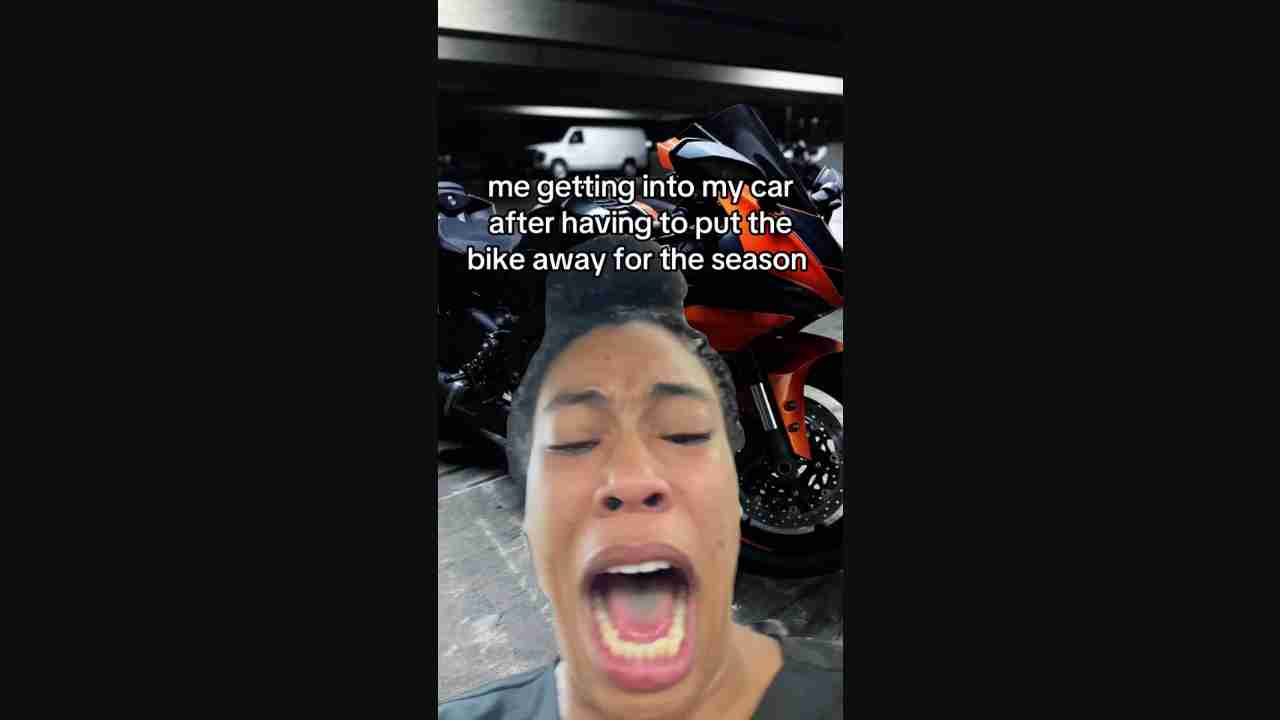 me getting into my car
after having to put the
bike away for the season